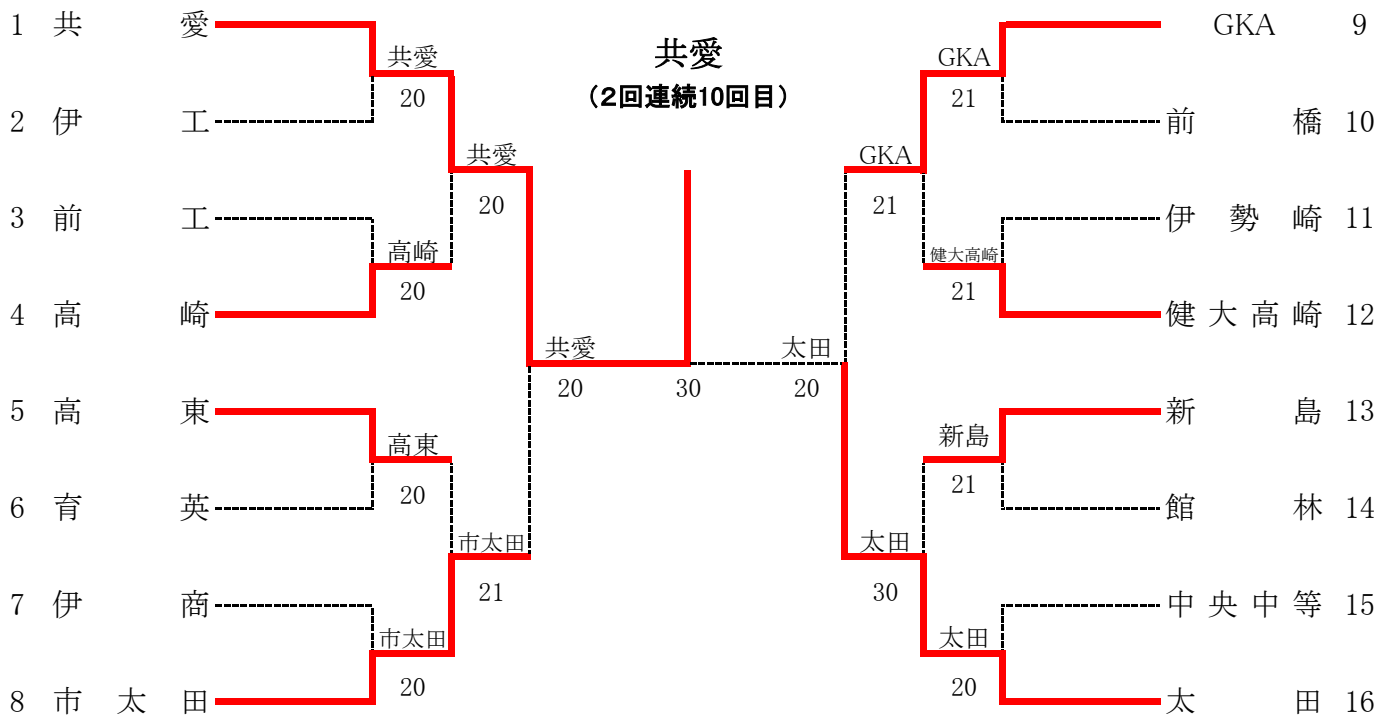 1 共 愛
共愛
20
2 伊 工
共愛
20
3 前 工
高崎
20
4 高 崎
共愛
20
5 高 東
高東
20
6 育 英
市太田
21
7 伊 商
市太田
20
8 市 太 田
共愛
(2回連続10回目)
30
GKA 9
GKA
21
前 橋 10
GKA
21
伊 勢 崎 11
健大高崎
21
健 大 高 崎 12
太田
20
新 島 13
新島
21
館 林 14
太田
30
中 央 中 等 15
太田
20
太 田 16